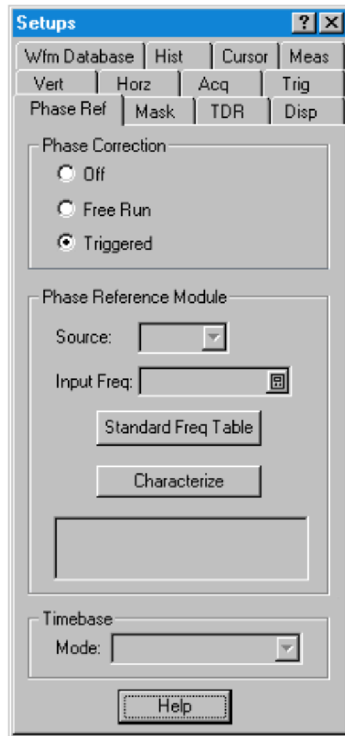 Setups
Wfm Database Hist Cursor Meas
Vert Horz Acq Trig
Phase Ref Mask TDR Disp
Phase Correction
Off
Free Run
Triggered
Phase Reference Module
Source:
Input Freq:
Standard Freq Table
Characterize
Timebase
Mode:
Help